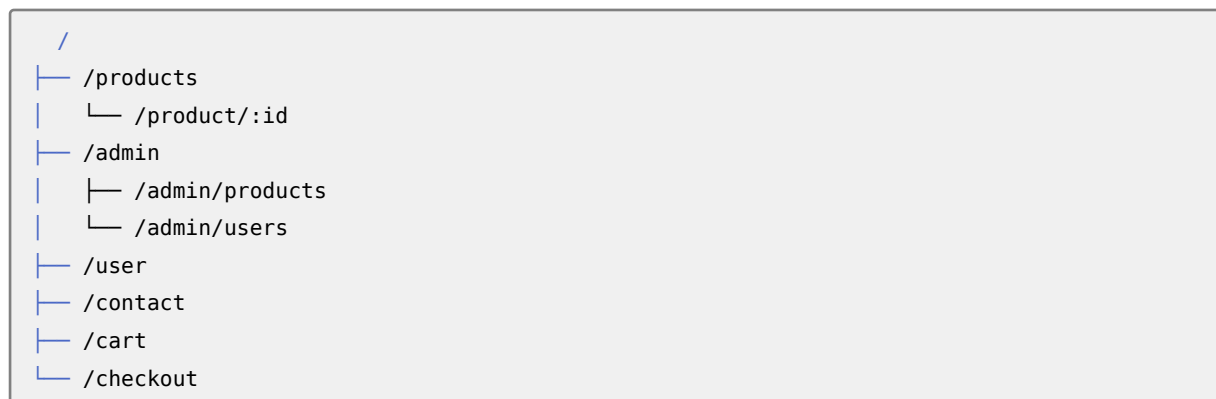 /
├── /products
│   └── /product/:id
├── /admin
│   ├── /admin/products
│   └── /admin/users
├── /user
├── /contact
├── /cart
└── /checkout